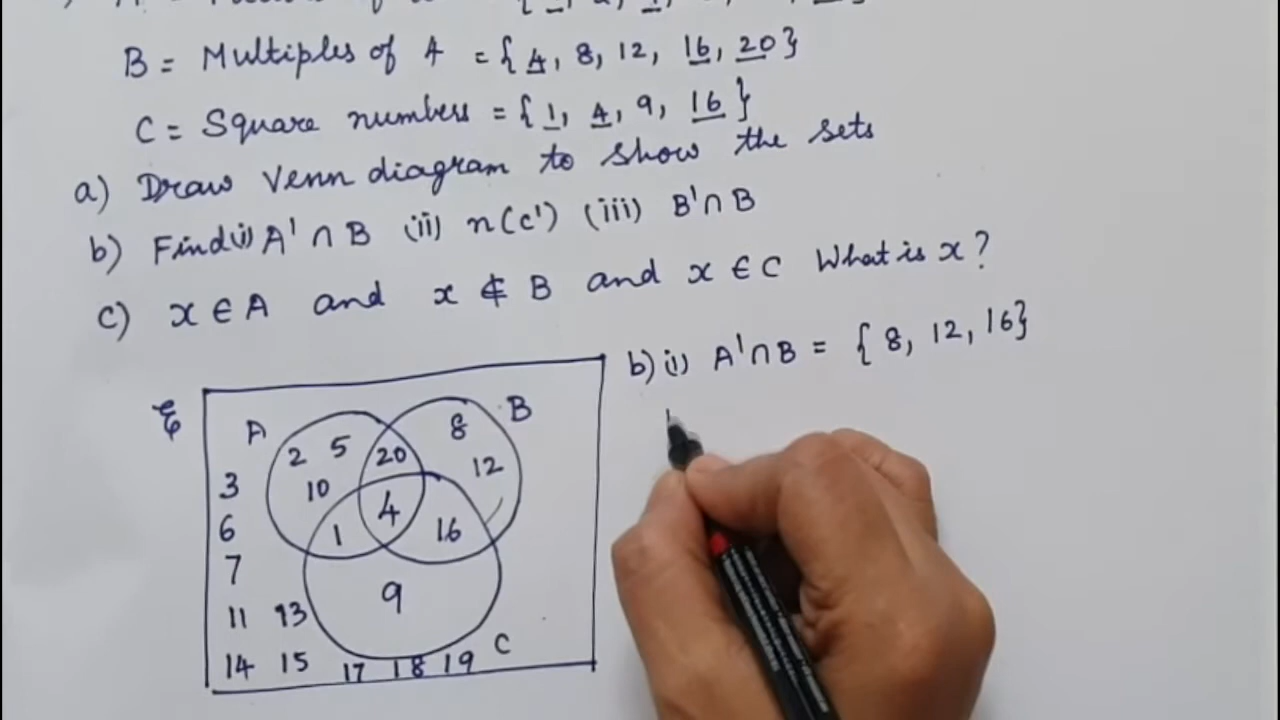 B = Multiples of 4 = {4, 8, 12, 16, 20}
C = Square numbers = {1, 4, 9, 16}
a) Draw Venn diagram to show the sets
b) Find (i) A' ∩ B (ii) n(c') (iii) B' ∩ B
c) x ∈ A and x ∉ B and x ∈ C What is x?
b) (i) A' ∩ B = {8, 12, 16}
ξ
A
B
8
2 5 20
12
3
10
4
6
1
16
7
9
11 13
C
14 15 17 18 19